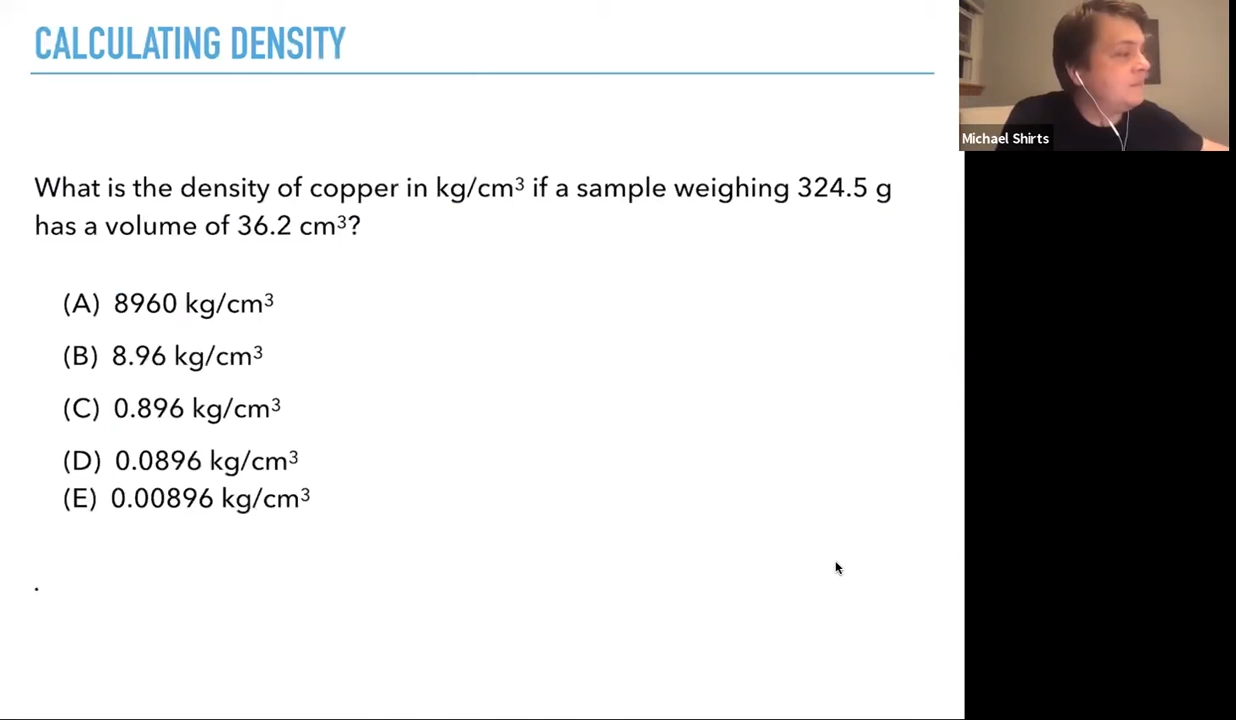 CALCULATING DENSITY
Michael Shirts
What is the density of copper in kg/cm³ if a sample weighing 324.5 g
has a volume of 36.2 cm³?
(A) 8960 kg/cm³
(B) 8.96 kg/cm³
(C) 0.896 kg/cm³
(D) 0.0896 kg/cm³
(E) 0.00896 kg/cm³
.